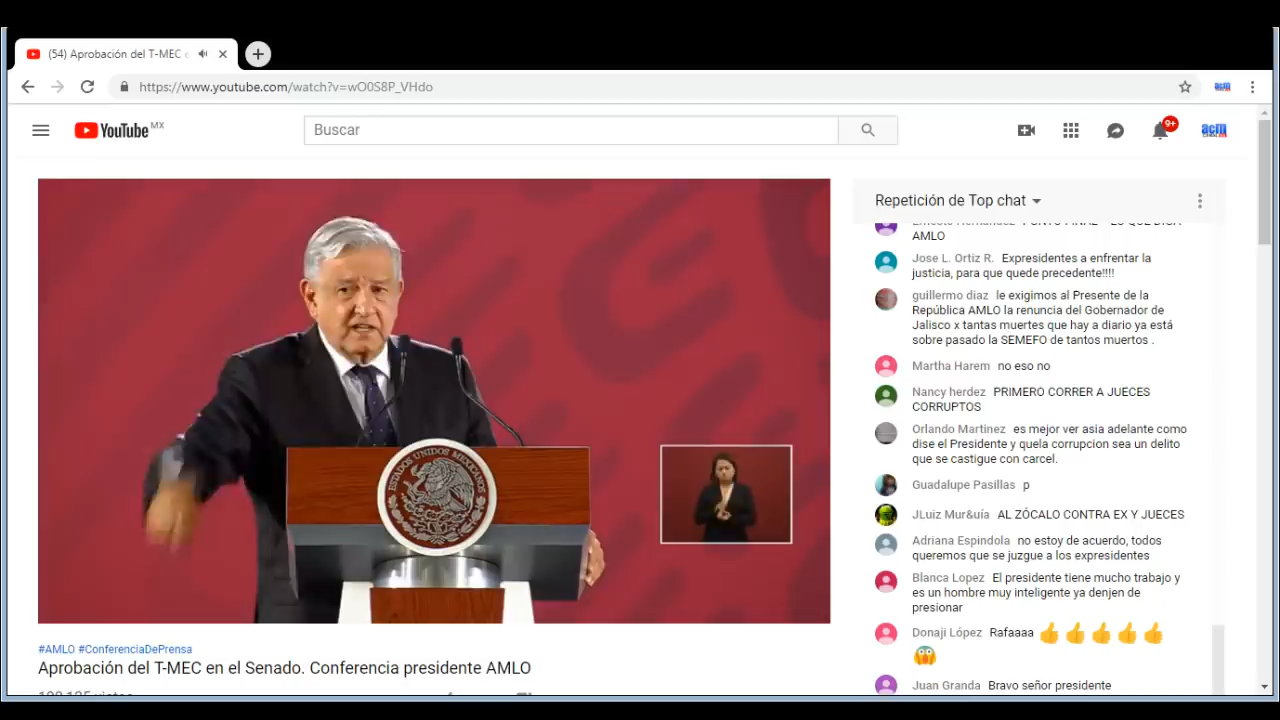 (54) Aprobación del T-MEC e
https://www.youtube.com/watch?v=wO0S8P_VHdo
YouTube MX
Buscar
9+
acm
ESTADOS UNIDOS MEXICANOS
#AMLO #ConferenciaDePrensa
Aprobación del T-MEC en el Senado. Conferencia presidente AMLO
Repetición de Top chat
AMLO
Jose L. Ortiz R. Expresidentes a enfrentar la
justicia, para que quede precedente!!!!
guillermo diaz le exigimos al Presente de la
República AMLO la renuncia del Gobernador de
Jalisco x tantas muertes que hay a diario ya está
sobre pasado la SEMEFO de tantos muertos .
Martha Harem no eso no
Nancy herdez PRIMERO CORRER A JUECES
CORRUPTOS
Orlando Martinez es mejor ver asia adelante como
dise el Presidente y quela corrupcion sea un delito
que se castigue con carcel.
Guadalupe Pasillas p
JLuiz Mur&uía AL ZÓCALO CONTRA EX Y JUECES
Adriana Espindola no estoy de acuerdo, todos
queremos que se juzgue a los expresidentes
Blanca Lopez El presidente tiene mucho trabajo y
es un hombre muy inteligente ya denjen de
presionar
Donaji López Rafaaaa 👍👍👍👍👍
😱
Juan Granda Bravo señor presidente